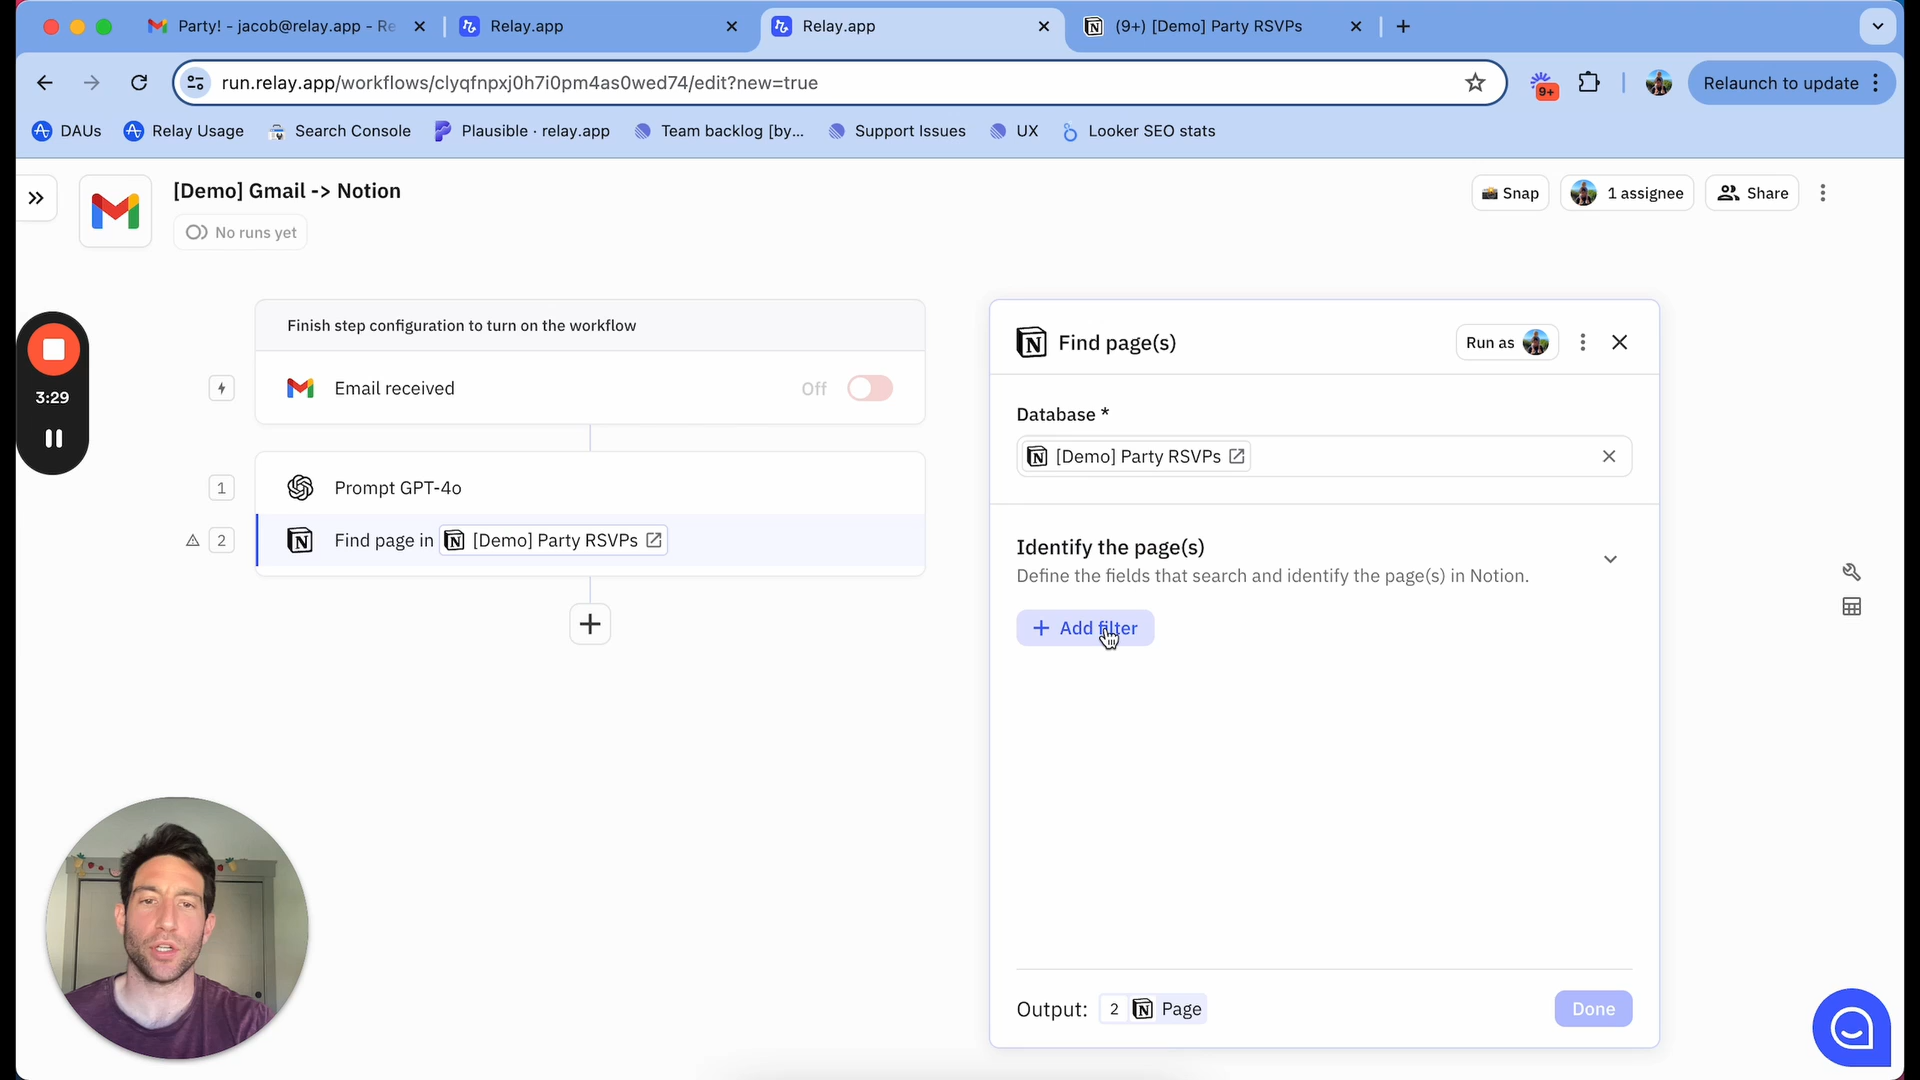 Party! - jacob@relay.app - Re
Relay.app
Relay.app
(9+) [Demo] Party RSVPs
run.relay.app/workflows/clyqfnpxj0h7i0pm4as0wed74/edit?new=true
9+
Relaunch to update
DAUs
Relay Usage
Search Console
Plausible · relay.app
Team backlog [by...
Support Issues
UX
Looker SEO stats
[Demo] Gmail -> Notion
No runs yet
📸 Snap
1 assignee
Share
3:29
Finish step configuration to turn on the workflow
Email received
Off
1
Prompt GPT-4o
2
Find page in [Demo] Party RSVPs
Find page(s)
Run as
Database *
[Demo] Party RSVPs
Identify the page(s)
Define the fields that search and identify the page(s) in Notion.
+ Add filter
Output: 2 Page
Done